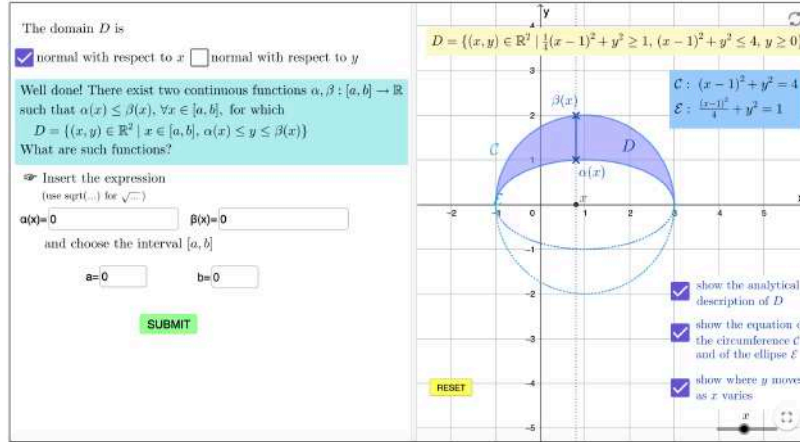 The domain D is
normal with respect to x normal with respect to y
Well done! There exist two continuous functions α, β : [a, b] → ℝ
such that α(x) ≤ β(x), ∀x ∈ [a, b], for which
D = {(x, y) ∈ ℝ² | x ∈ [a, b], α(x) ≤ y ≤ β(x)}
What are such functions?
☞ Insert the expression
(use sqrt(...) for √...)
α(x)= 0 β(x)= 0
and choose the interval [a, b]
a= 0 b= 0
SUBMIT
y
D = {(x, y) ∈ ℝ² | ¼(x − 1)² + y² ≥ 1, (x − 1)² + y² ≤ 4, y ≥ 0}
C : (x − 1)² + y² = 4
ℰ : (x−1)²/4 + y² = 1
4
3
β(x)
2
C D
1
α(x)
x
-2 -1 0 1 2 3 4 5
-1
-2
-3
-4
-5
show the analytical
description of D
show the equation
the circumference C
and of the ellipse ℰ
show where y moves
as x varies
x
RESET